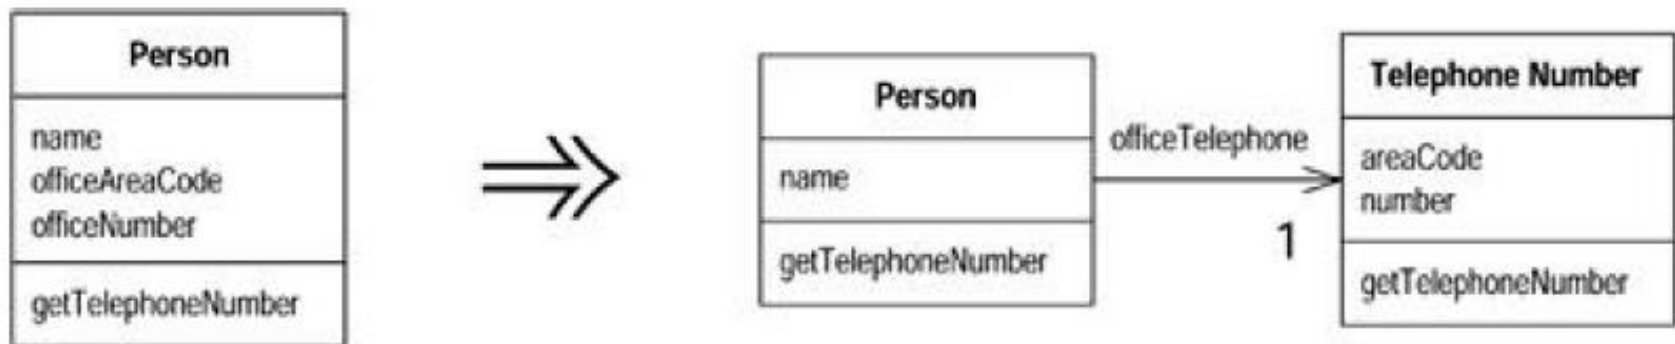 Person
name
officeAreaCode
officeNumber
getTelephoneNumber
Person
name
getTelephoneNumber
officeTelephone
1
Telephone Number
areaCode
number
getTelephoneNumber